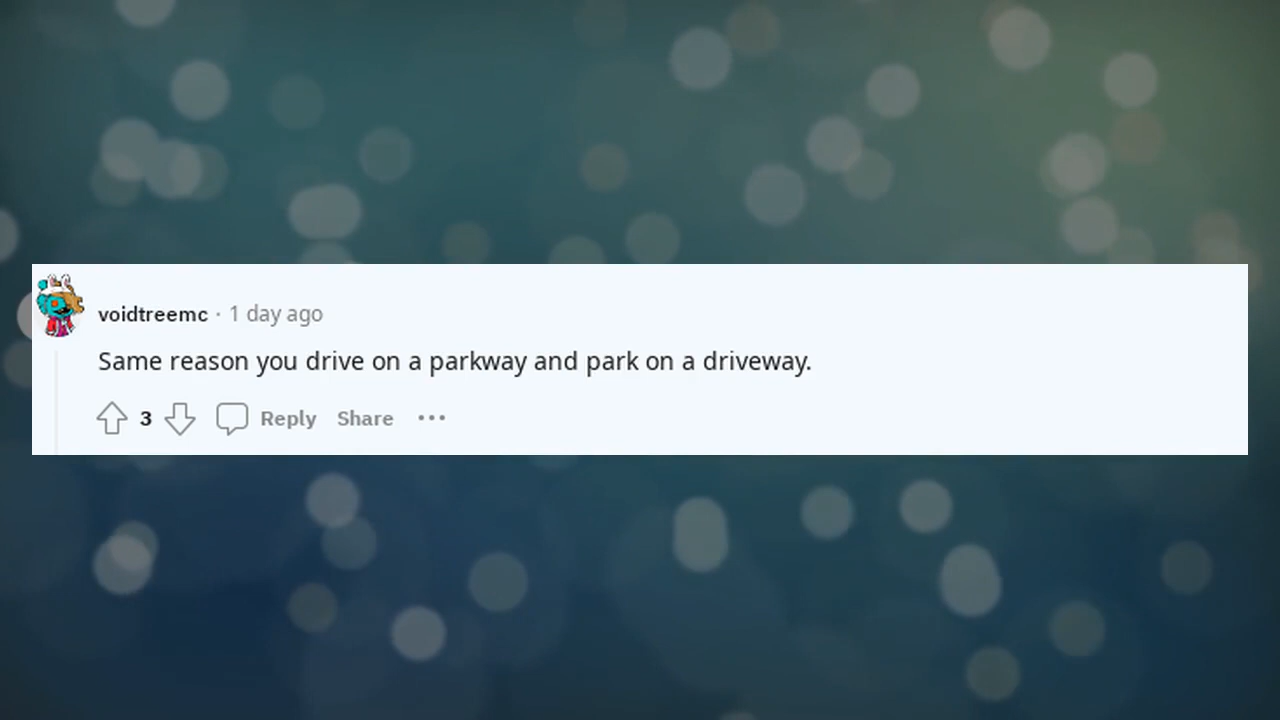 voidtreemc · 1 day ago
Same reason you drive on a parkway and park on a driveway.
3 Reply Share ···